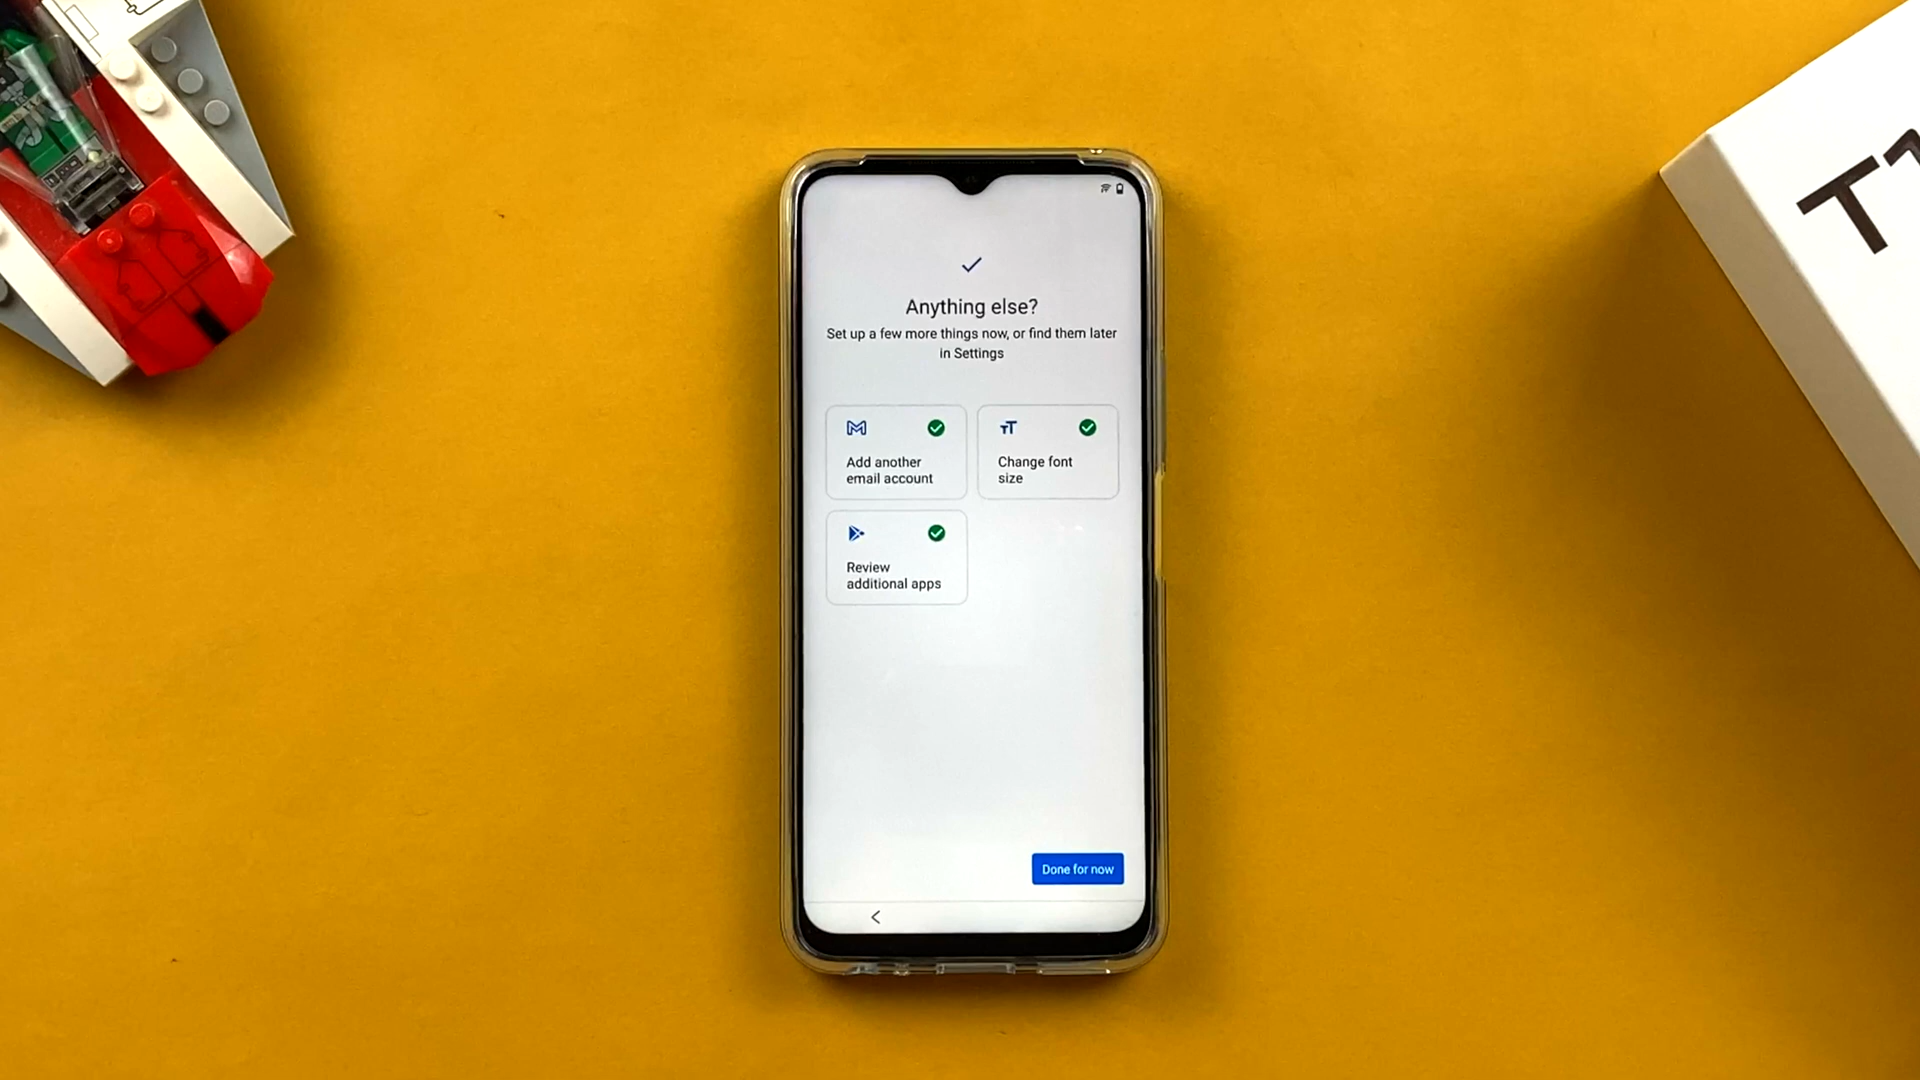 Anything else?
Set up a few more things now, or find them later
in Settings
Add another
email account
Change font
size
Review
additional apps
Done for now
T1